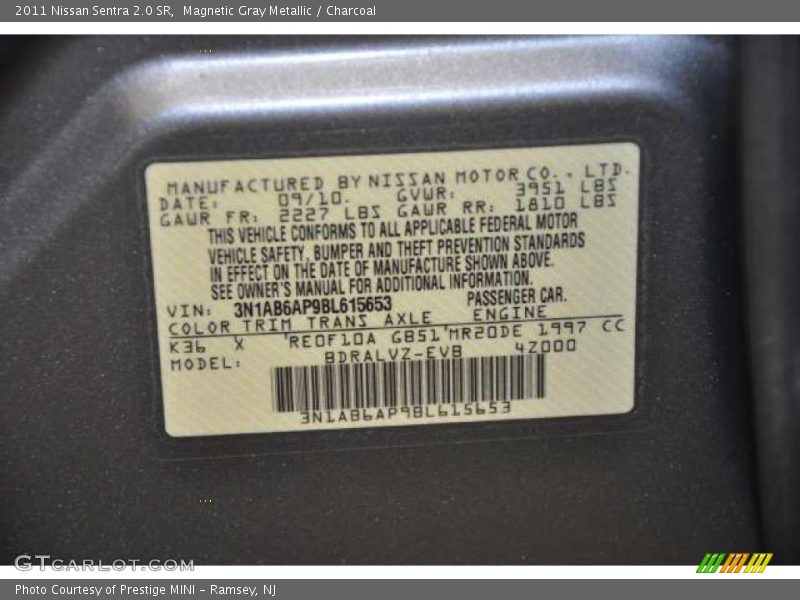 2011 Nissan Sentra 2.0 SR,  Magnetic Gray Metallic / Charcoal
MANUFACTURED BY NISSAN MOTOR CO., LTD.
DATE: 09/10. GVWR: 3951 LBS
GAWR FR: 2227 LBS GAWR RR: 1810 LBS
THIS VEHICLE CONFORMS TO ALL APPLICABLE FEDERAL MOTOR
VEHICLE SAFETY, BUMPER AND THEFT PREVENTION STANDARDS
IN EFFECT ON THE DATE OF MANUFACTURE SHOWN ABOVE.
SEE OWNER'S MANUAL FOR ADDITIONAL INFORMATION.
VIN: 3N1AB6AP9BL615653 PASSENGER CAR.
COLOR TRIM TRANS AXLE ENGINE
K36 X RE0F10A G851 MR20DE 1997 CC
MODEL: BDRALVZ-EVB 4Z000
3N1AB6AP9BL615653
GTCARLOT.COM
Photo Courtesy of Prestige MINI - Ramsey, NJ